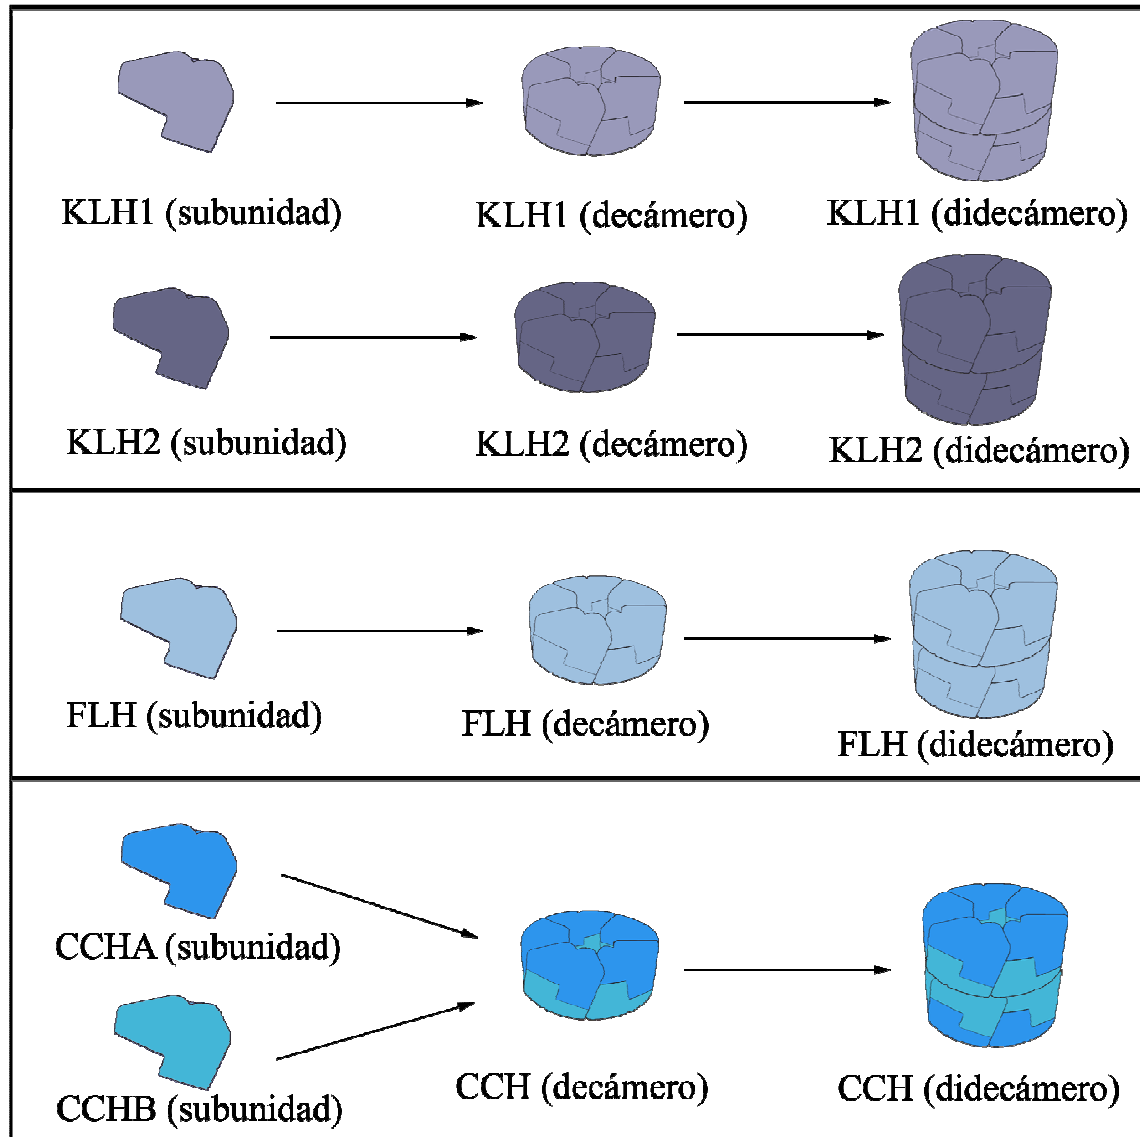 KLH1 (subunidad)
KLH1 (decámero)
KLH1 (didecámero)
KLH2 (subunidad)
KLH2 (decámero)
KLH2 (didecámero)
FLH (subunidad)
FLH (decámero)
FLH (didecámero)
CCHA (subunidad)
CCHB (subunidad)
CCH (decámero)
CCH (didecámero)